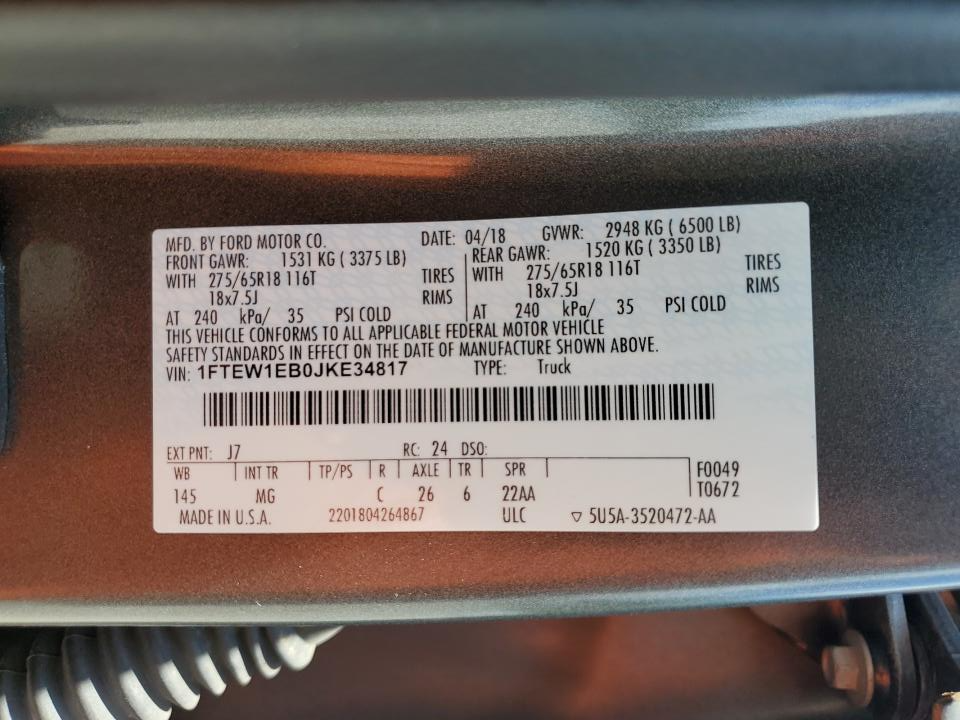 MFD. BY FORD MOTOR CO. DATE: 04/18 GVWR: 2948 KG ( 6500 LB)
FRONT GAWR: 1531 KG ( 3375 LB) REAR GAWR: 1520 KG ( 3350 LB)
WITH 275/65R18 116T TIRES WITH 275/65R18 116T TIRES
18x7.5J RIMS 18x7.5J RIMS
AT 240 kPa/ 35 PSI COLD AT 240 kPa/ 35 PSI COLD
THIS VEHICLE CONFORMS TO ALL APPLICABLE FEDERAL MOTOR VEHICLE
SAFETY STANDARDS IN EFFECT ON THE DATE OF MANUFACTURE SHOWN ABOVE.
VIN: 1FTEW1EB0JKE34817 TYPE: Truck
EXT PNT: J7 RC: 24 DSO:
WB INT TR TP/PS R AXLE TR SPR F0049
145 MG C 26 6 22AA T0672
MADE IN U.S.A. 2201804264867 ULC ▽ 5U5A-3520472-AA